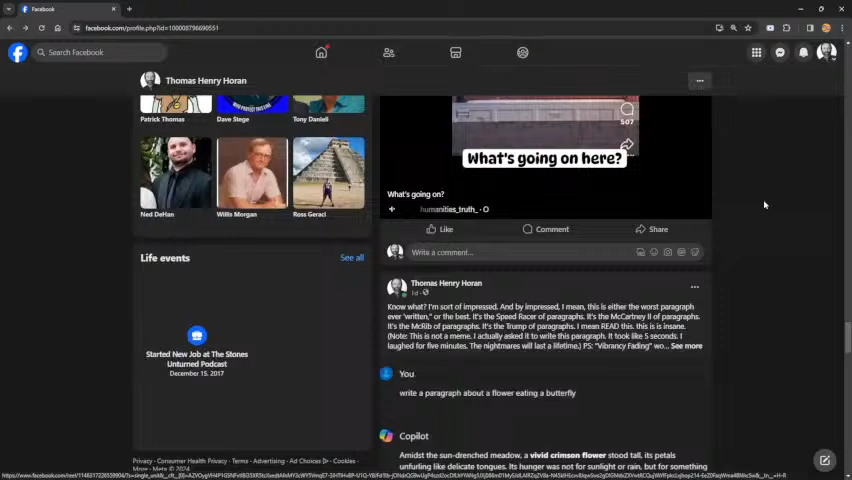 Facebook
facebook.com/profile.php?id=100008796690551
Search Facebook
Thomas Henry Horan
Patrick Thomas
Dave Stege
Tony Danieli
Ned DeHan
Willis Morgan
Ross Geraci
Life events
See all
Started New Job at The Stones
Unturned Podcast
December 15, 2017
Privacy · Consumer Health Privacy · Terms · Advertising · Ad Choices · Cookies ·
More · Meta © 2024
507
What's going on here?
What's going on?
humanities_truth_ · O
Like
Comment
Share
Write a comment...
Thomas Henry Horan
1d
Know what? I'm sort of impressed. And by impressed, I mean, this is either the worst paragraph
ever "written," or the best. It's the Speed Racer of paragraphs. It's the McCartney II of paragraphs.
It's the McRib of paragraphs. It's the Trump of paragraphs. I mean READ this. this is is insane.
(Note: This is not a meme. I actually asked it to write this paragraph. It took like 5 seconds. I
laughed for five minutes. The nightmares will last a lifetime.) PS: "Vibrancy Fading" wo... See more
You
write a paragraph about a flower eating a butterfly
Copilot
Amidst the sun-drenched meadow, a vivid crimson flower stood tall, its petals
unfurling like delicate tongues. Its hunger was not for sunlight or rain, but for something